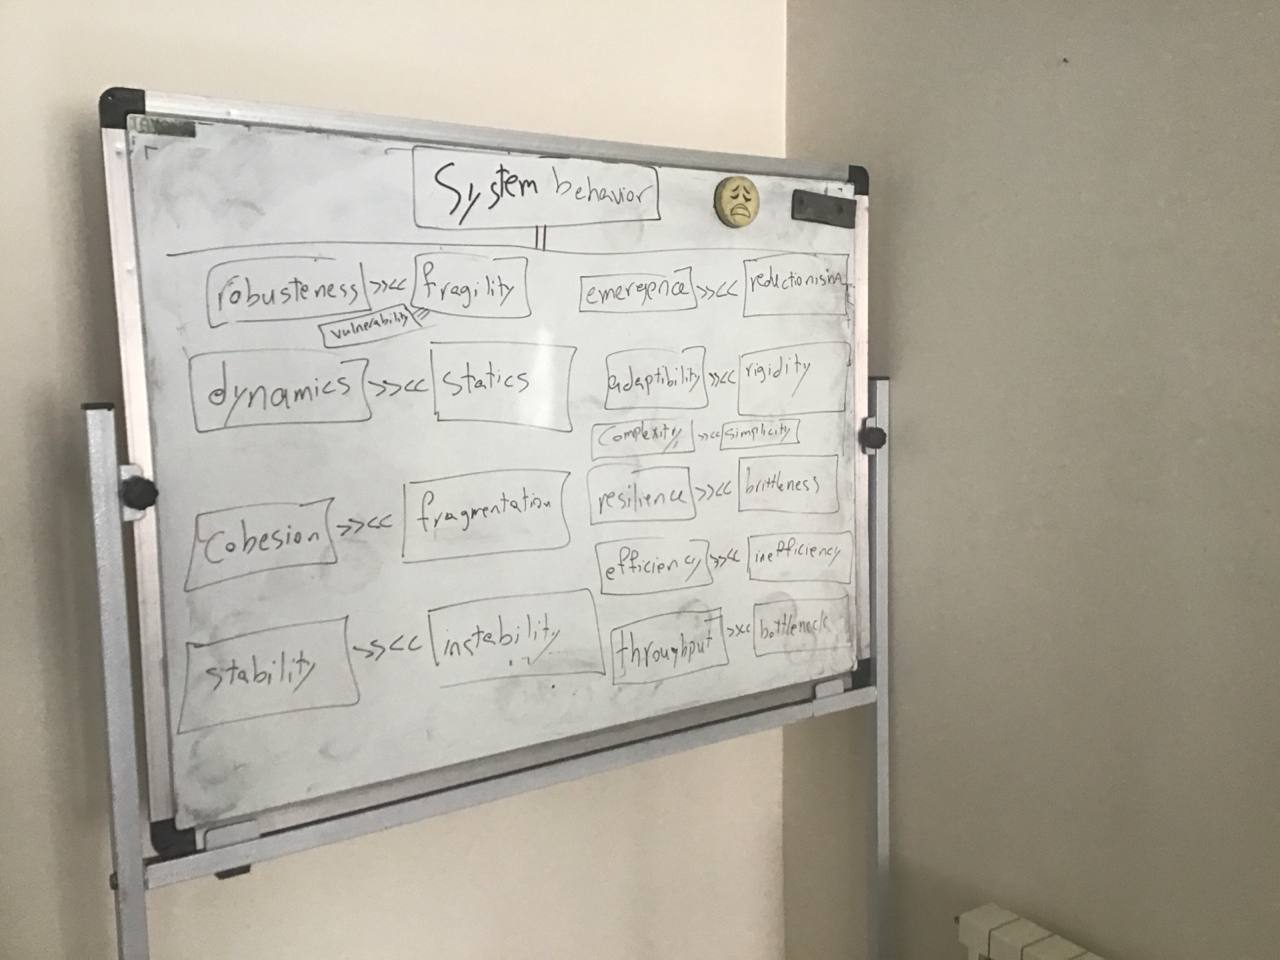 System behavior
robusteness >><< fragility
vulnerability
dynamics >><< statics
Cohesion >><< fragmentation
stability >><< instability
emergence >><< reductionism
adaptibility >><< rigidity
Complexity >><< simplicity
resilience >><< brittleness
efficiency >><< inefficiency
throughput >><< bottleneck